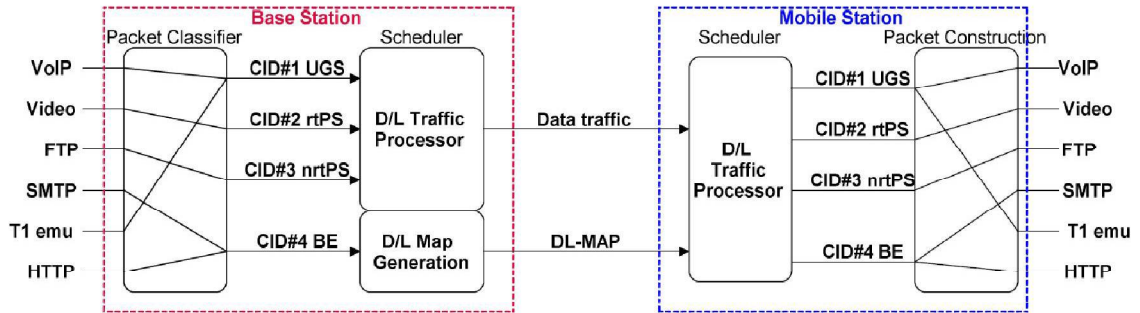 Base Station
Mobile Station
Packet Classifier
Scheduler
Scheduler
Packet Construction
VoIP
Video
FTP
SMTP
T1 emu
HTTP
CID#1 UGS
CID#2 rtPS
CID#3 nrtPS
CID#4 BE
D/L Traffic
Processor
D/L Map
Generation
Data traffic
DL-MAP
D/L
Traffic
Processor
CID#1 UGS
CID#2 rtPS
CID#3 nrtPS
CID#4 BE
VoIP
Video
FTP
SMTP
T1 emu
HTTP